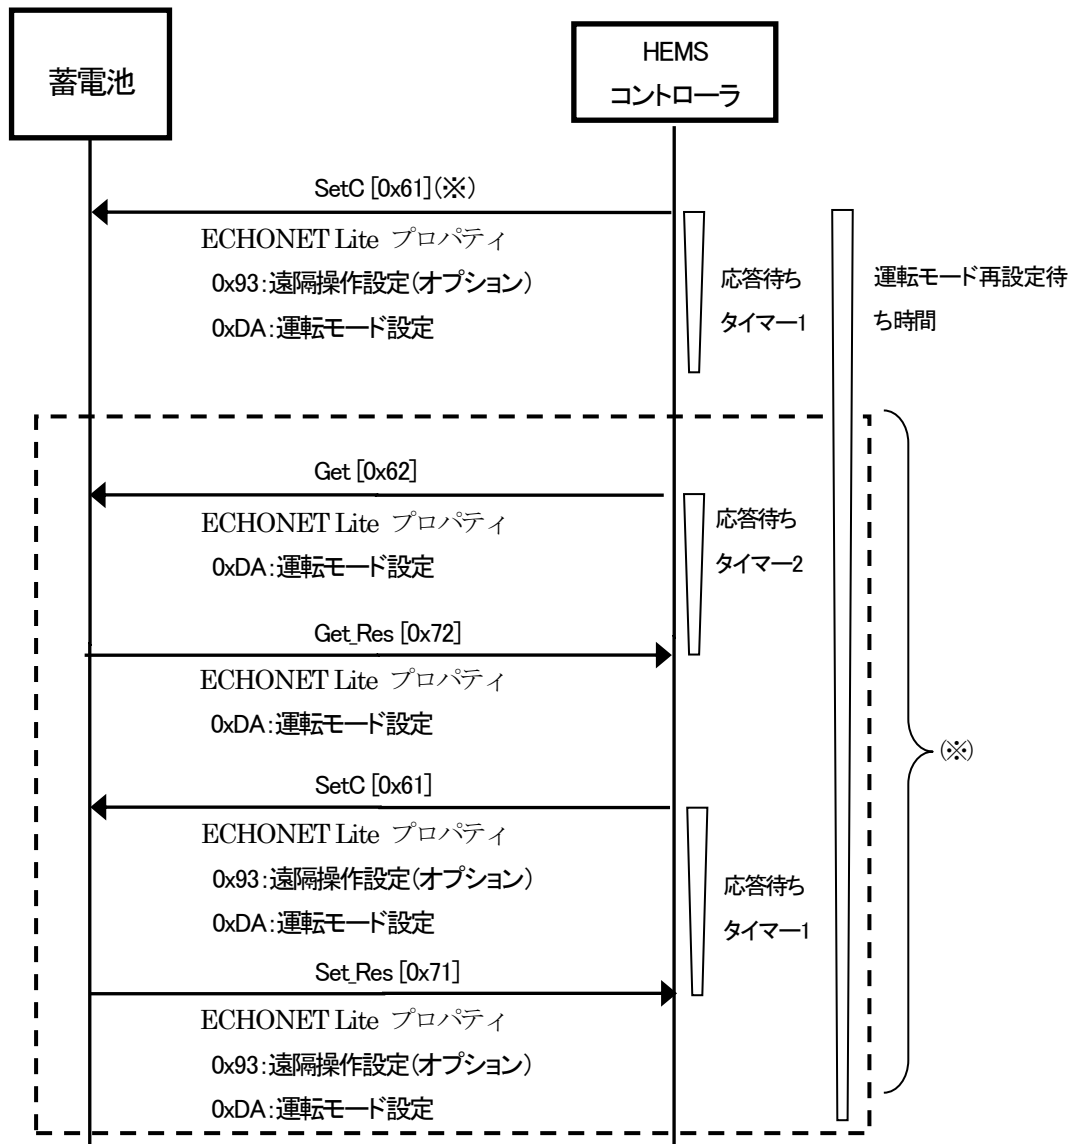 蓄電池
HEMS
コントローラ
SetC [0x61](※)
ECHONET Lite プロパティ
0x93:遠隔操作設定(オプション)
0xDA:運転モード設定
応答待ち
タイマー1
運転モード再設定待
ち時間
Get [0x62]
ECHONET Lite プロパティ
0xDA:運転モード設定
応答待ち
タイマー2
Get_Res [0x72]
ECHONET Lite プロパティ
0xDA:運転モード設定
(※)
SetC [0x61]
ECHONET Lite プロパティ
0x93:遠隔操作設定(オプション)
0xDA:運転モード設定
応答待ち
タイマー1
Set_Res [0x71]
ECHONET Lite プロパティ
0x93:遠隔操作設定(オプション)
0xDA:運転モード設定